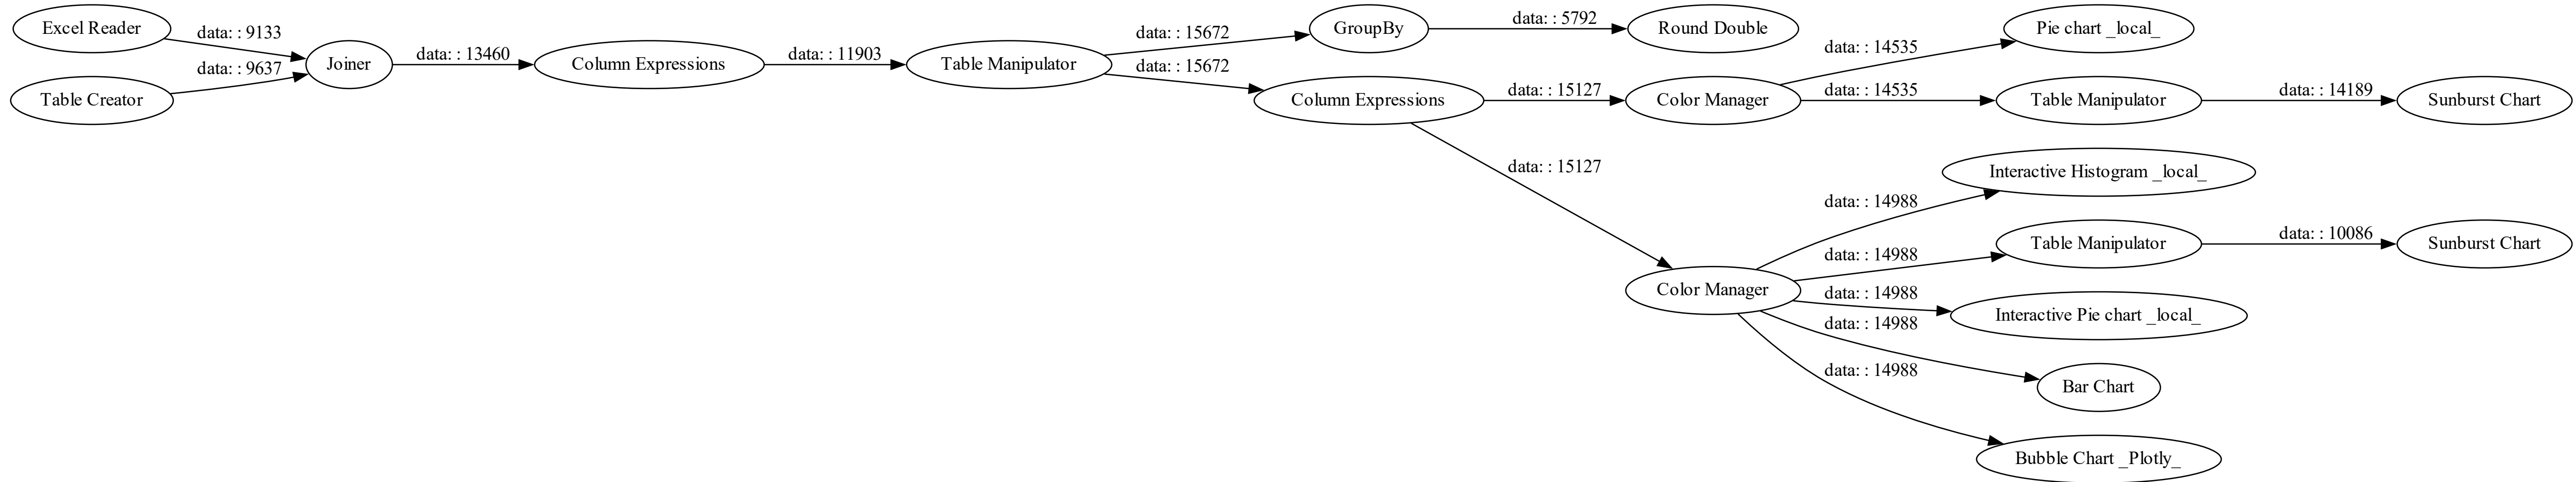 Excel Reader
data: : 9133
Table Creator
data: : 9637
Joiner
data: : 13460
Column Expressions
data: : 11903
Table Manipulator
data: : 15672
data: : 15672
GroupBy
data: : 5792
Round Double
Column Expressions
data: : 15127
data: : 15127
Color Manager
data: : 14535
data: : 14535
Pie chart _local_
Table Manipulator
data: : 14189
Sunburst Chart
Color Manager
data: : 14988
data: : 14988
data: : 14988
data: : 14988
data: : 14988
Interactive Histogram _local_
Table Manipulator
data: : 10086
Sunburst Chart
Interactive Pie chart _local_
Bar Chart
Bubble Chart _Plotly_